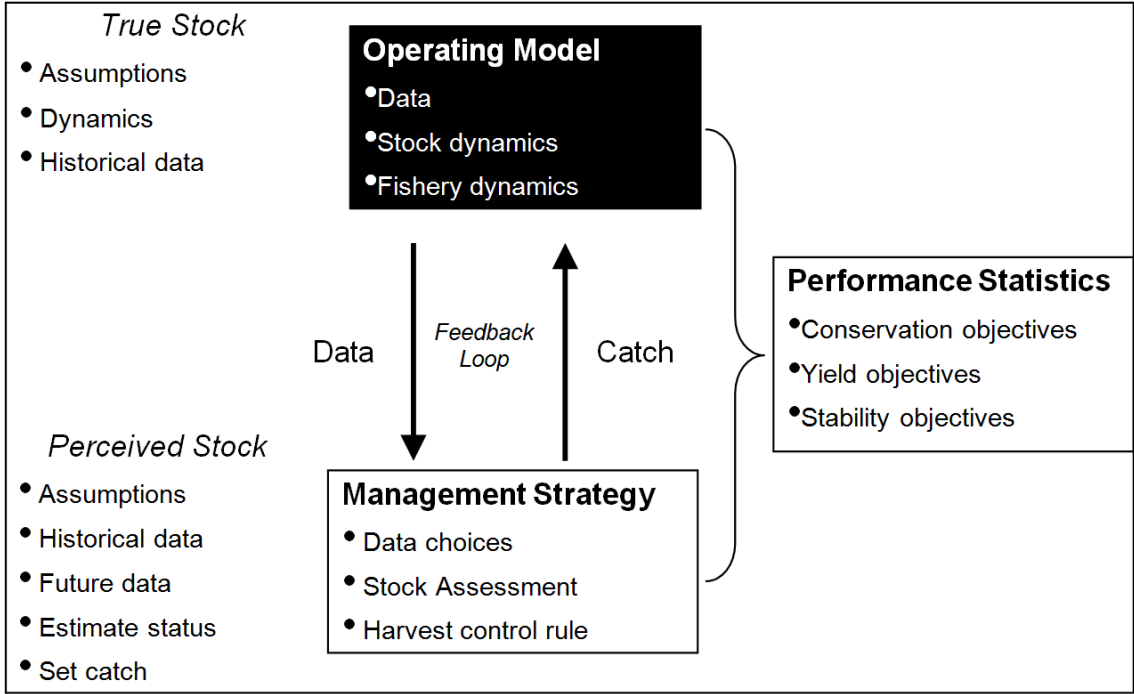 True Stock
• Assumptions
• Dynamics
• Historical data
Operating Model
•Data
•Stock dynamics
•Fishery dynamics
Data
Feedback
Loop
Catch
Performance Statistics
•Conservation objectives
•Yield objectives
•Stability objectives
Perceived Stock
• Assumptions
• Historical data
• Future data
• Estimate status
• Set catch
Management Strategy
• Data choices
• Stock Assessment
• Harvest control rule